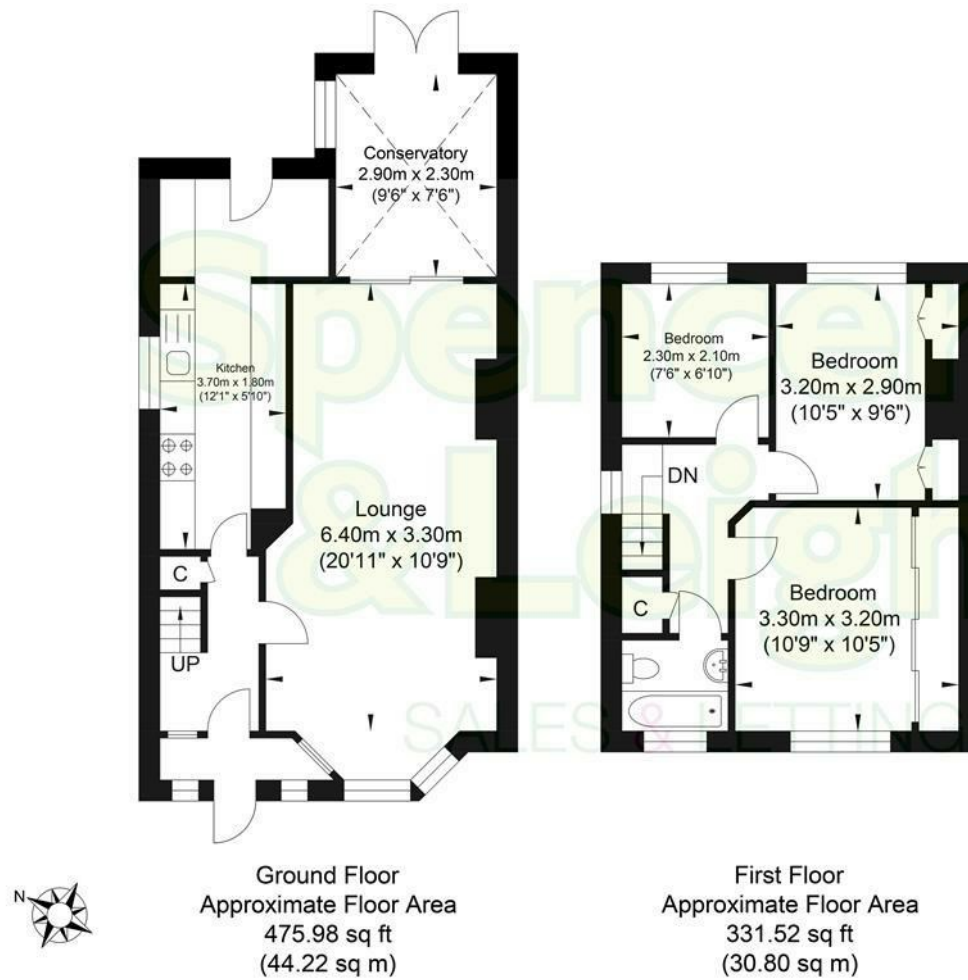 Conservatory
2.90m x 2.30m
(9'6" x 7'6")
Kitchen
3.70m x 1.80m
(12'1" x 5'10")
Lounge
6.40m x 3.30m
(20'11" x 10'9")
C
UP
Bedroom
2.30m x 2.10m
(7'6" x 6'10")
Bedroom
3.20m x 2.90m
(10'5" x 9'6")
DN
C
Bedroom
3.30m x 3.20m
(10'9" x 10'5")
Spencer
& Leigh
SALES & LETTING
N
Ground Floor
Approximate Floor Area
475.98 sq ft
(44.22 sq m)
First Floor
Approximate Floor Area
331.52 sq ft
(30.80 sq m)